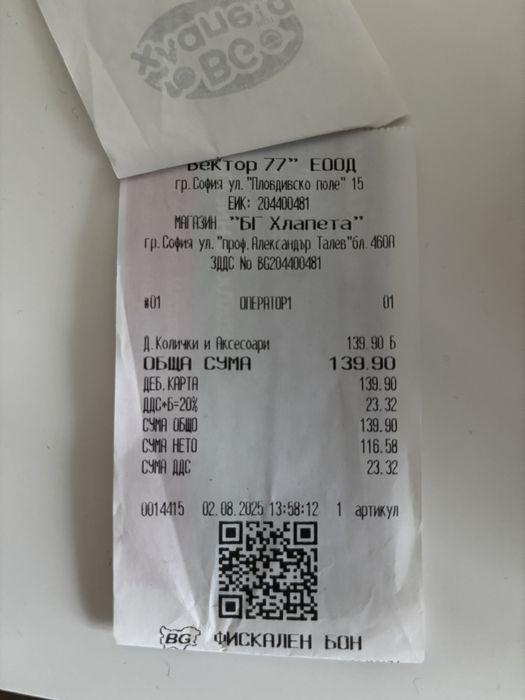 Хлапета
BG
Вектор 77" ЕООД
гр.София ул."Пловдивско поле" 15
ЕИК: 204400481
МАГАЗИН "БГ Хлапета"
гр.София ул."проф.Александър Талев"бл.460А
ЗДДС No BG204400481
#01 ОПЕРАТОР1 01
Д.Колички и Аксесоари 139.90 Б
ОБЩА СУМА 139.90
ДЕБ.КАРТА 139.90
ДДС*Б=20% 23.32
СУМА ОБЩО 139.90
СУМА НЕТО 116.58
СУМА ДДС 23.32
0014415 02.08.2025 13:58:12 1 артикул
BG ФИСКАЛЕН БОН